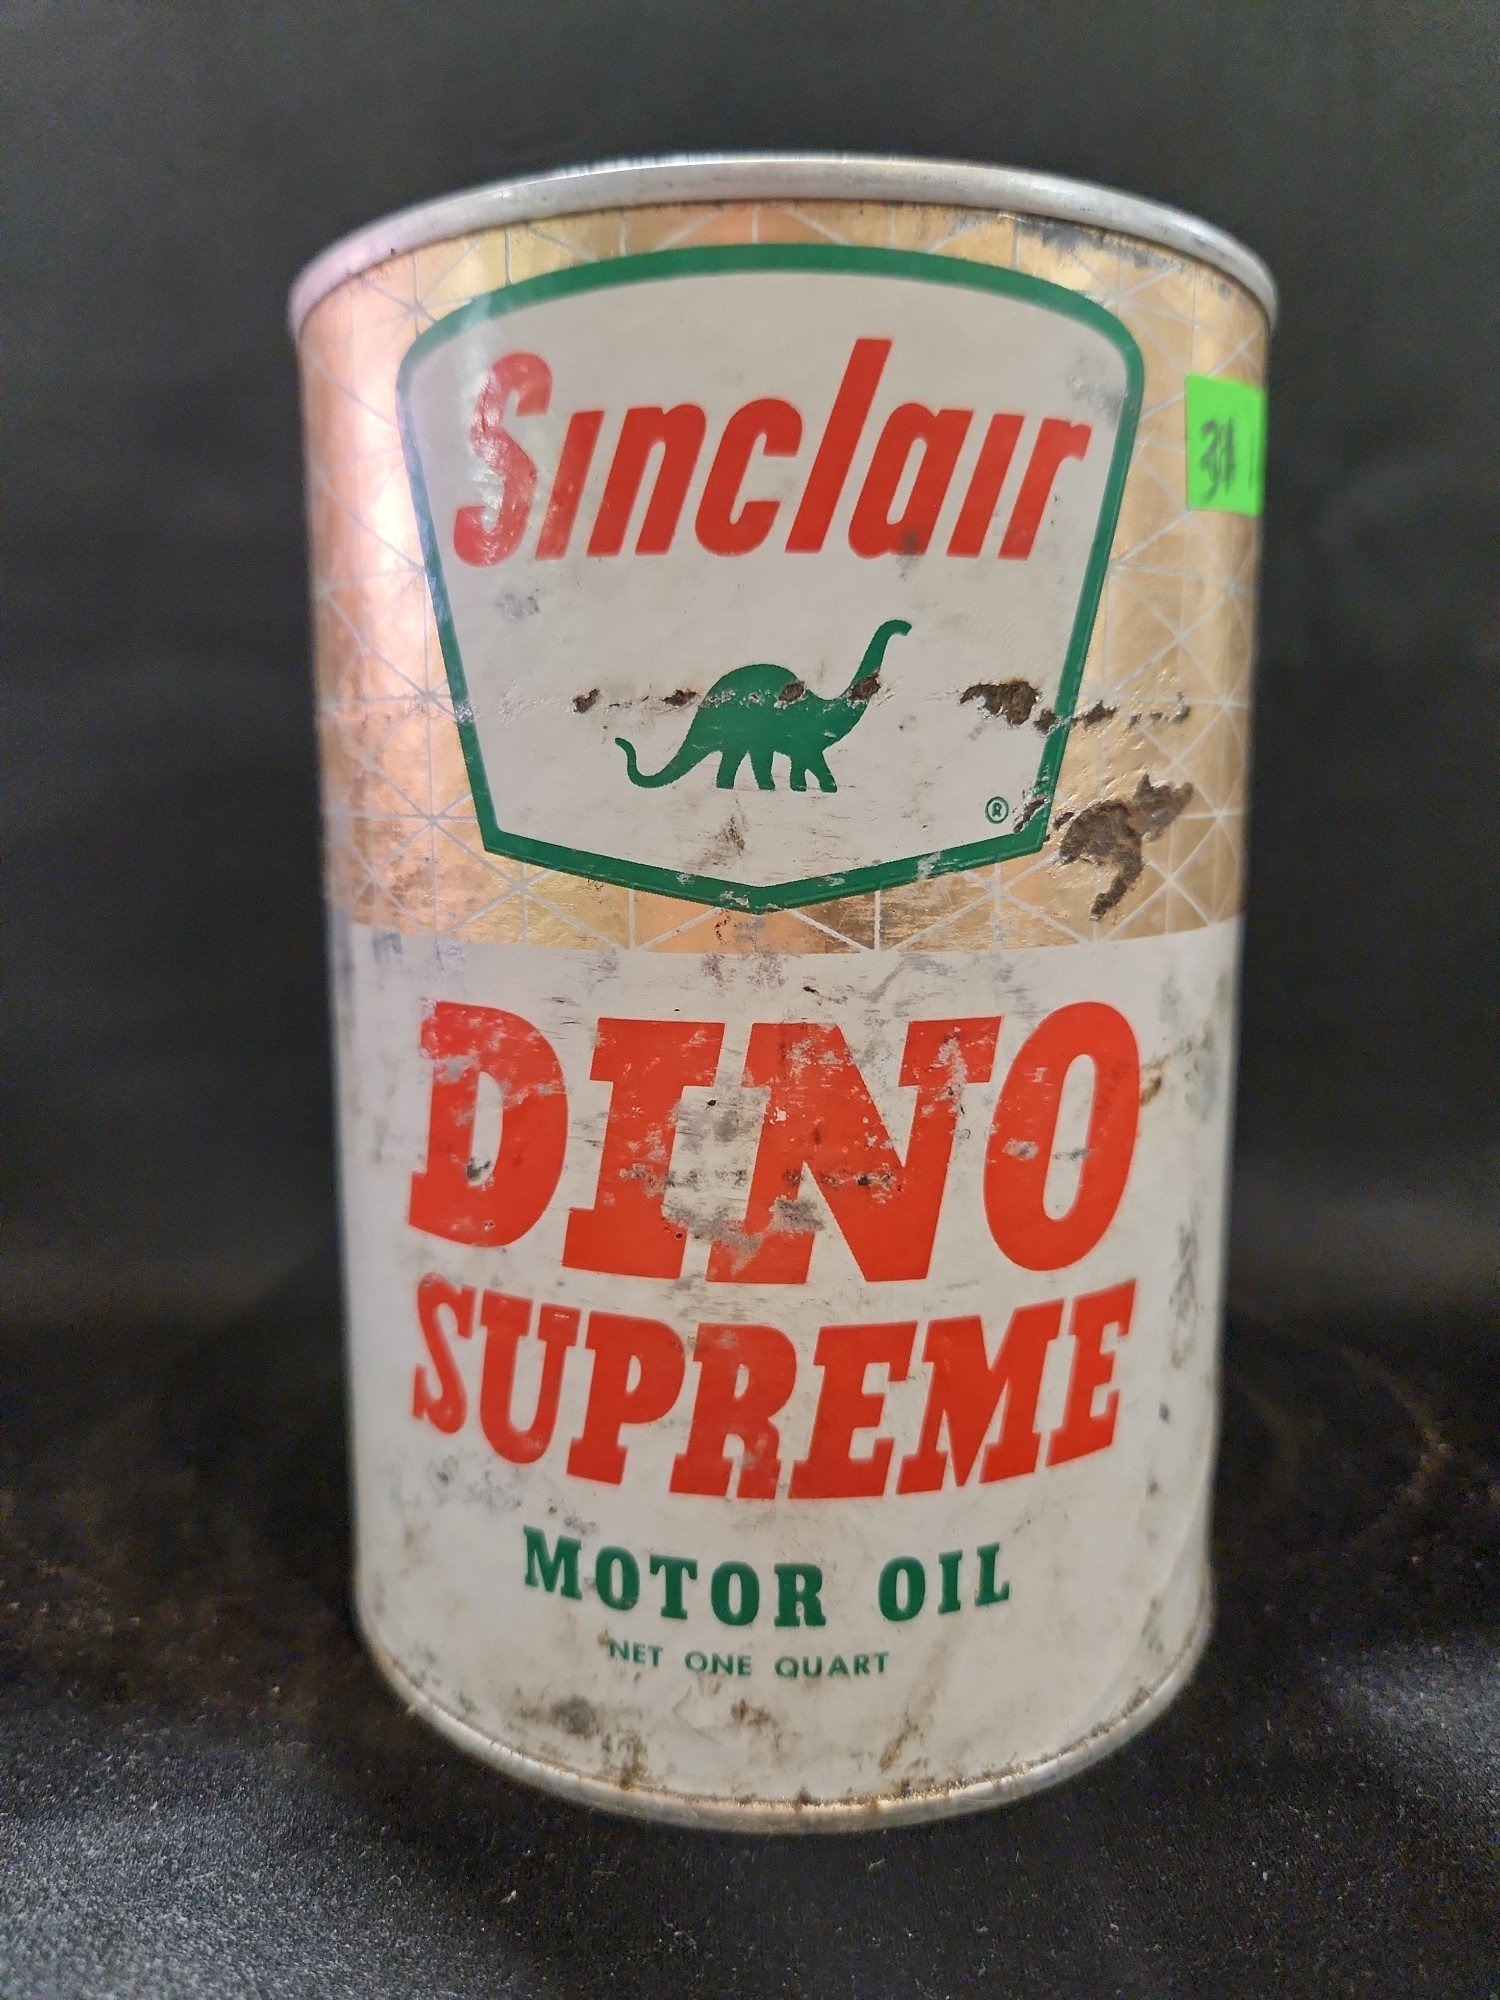 Sinclair
®
DINO
SUPREME
MOTOR OIL
NET ONE QUART